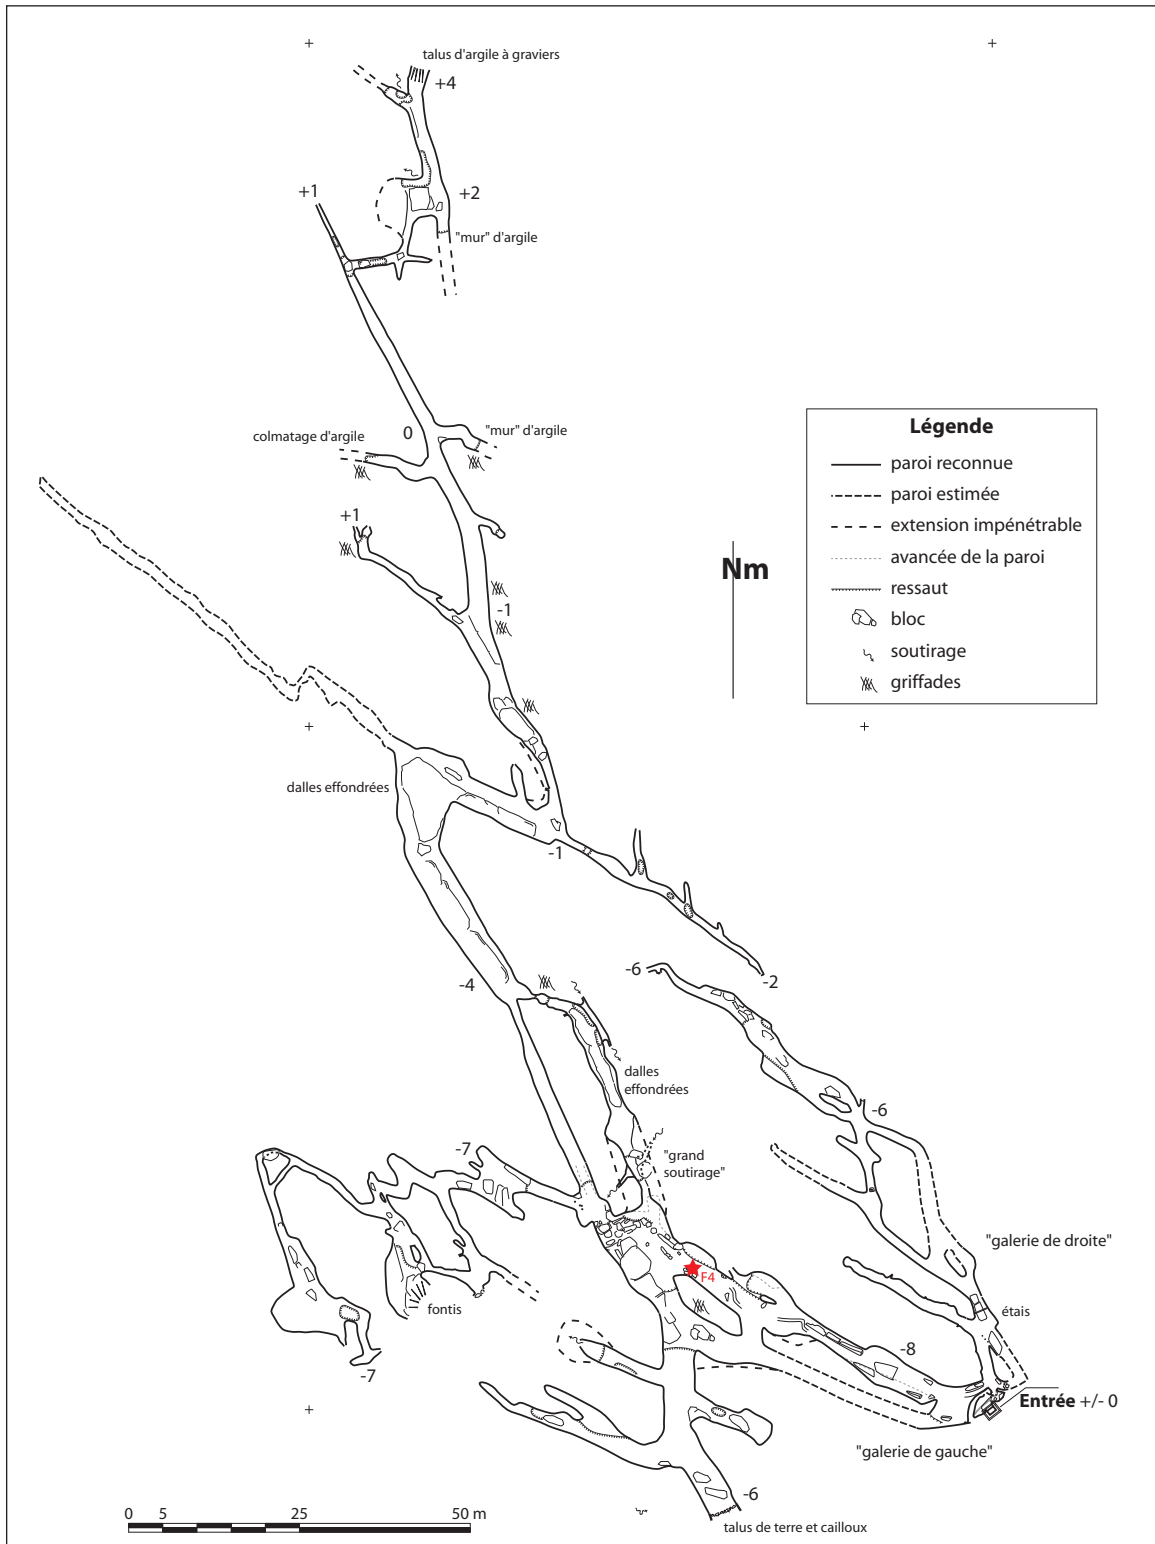 talus d'argile à graviers
+4
+1
+2
"mur" d'argile
0
"mur" d'argile
colmatage d'argile
+1
-1
Nm
Légende
paroi reconnue
paroi estimée
extension impénétrable
avancée de la paroi
ressaut
bloc
soutirage
griffades
dalles effondrées
-1
-6
-2
-4
dalles
effondrées
-6
-7
"grand
soutirage"
"galerie de droite"
F4
fontis
étais
-8
-7
Entrée +/- 0
"galerie de gauche"
-6
0 5 25 50 m
talus de terre et cailloux